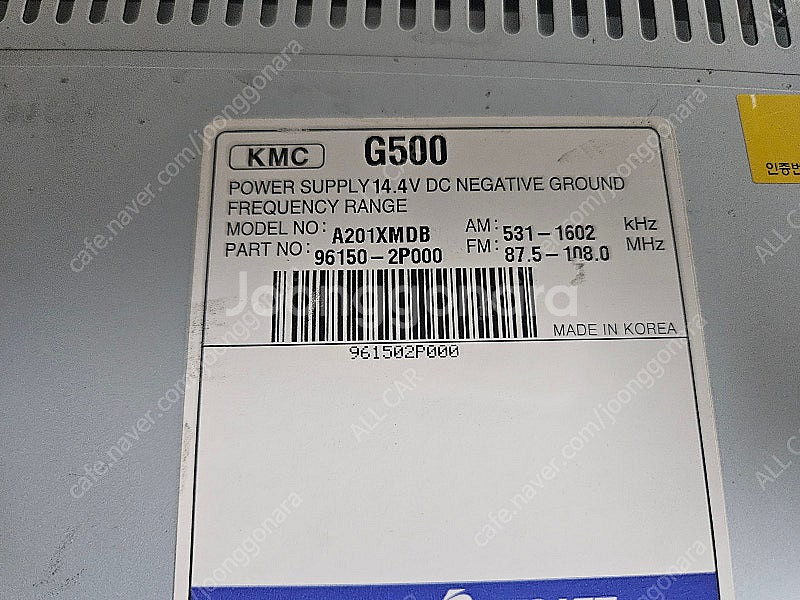 KMC G500
POWER SUPPLY 14.4V DC NEGATIVE GROUND
FREQUENCY RANGE
MODEL NO: A201XMDB AM: 531-1602 kHz
PART NO: 96150-2P000 FM: 87.5-108.0 MHz
MADE IN KOREA
961502P000
인증번
Joonggonara
cafe.naver.com/joonggonara
ALL CAR